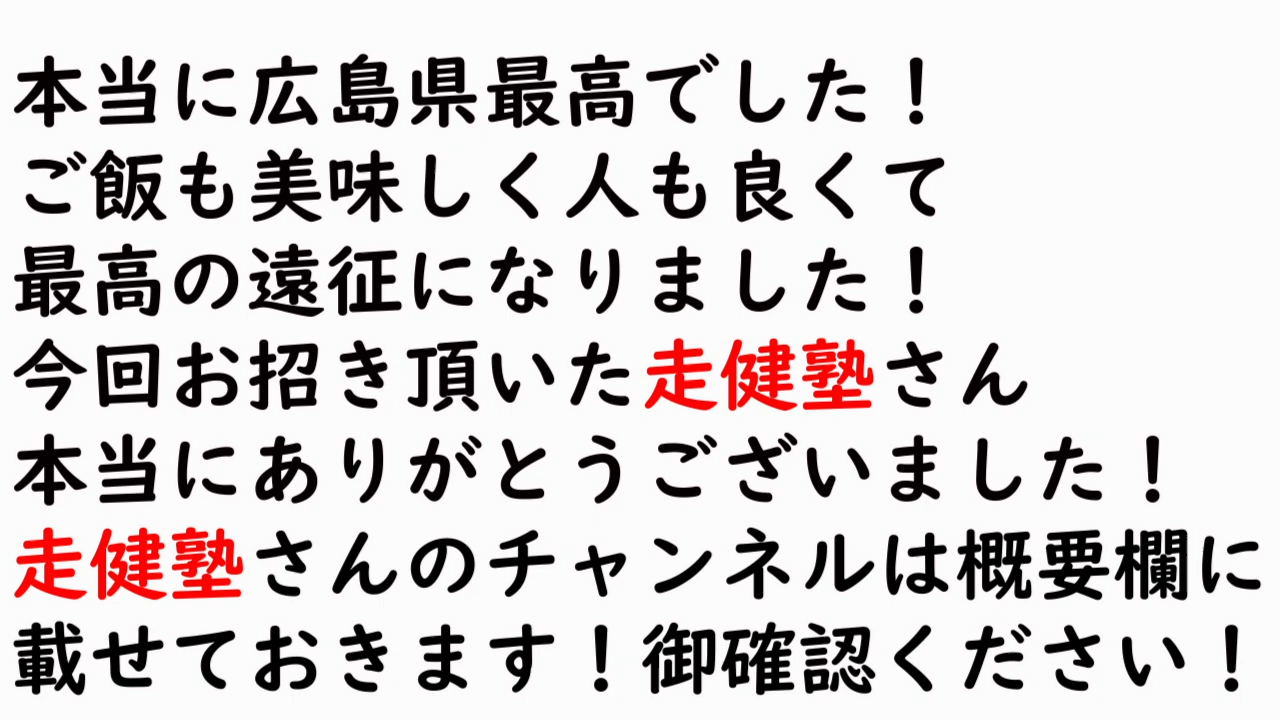 本当に広島県最高でした！
ご飯も美味しく人も良くて
最高の遠征になりました！
今回お招き頂いた走健塾さん
本当にありがとうございました！
走健塾さんのチャンネルは概要欄に
載せておきます！御確認ください！